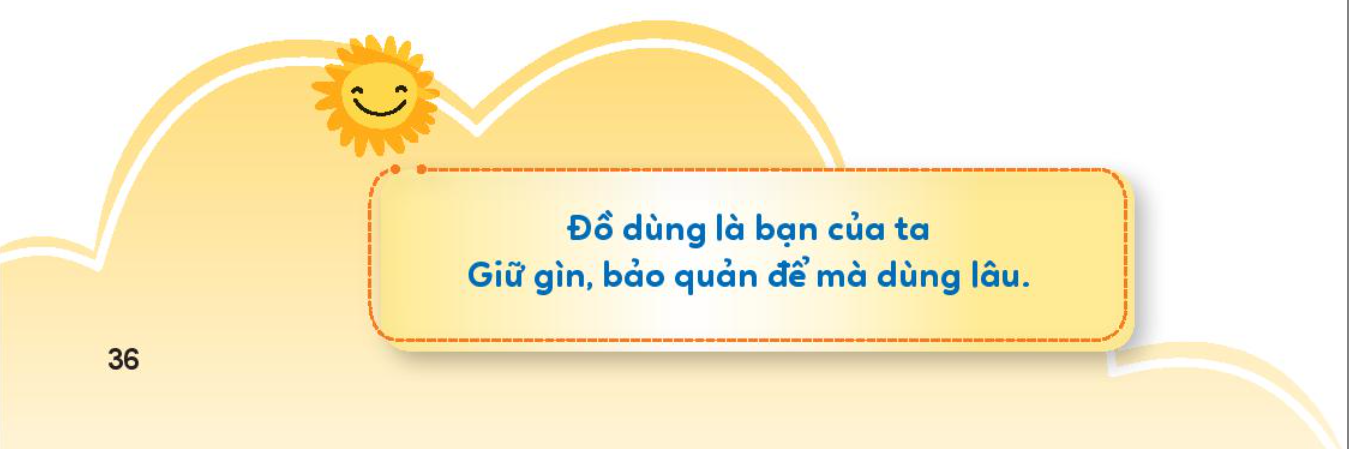 Đồ dùng là bạn của ta
Giữ gìn, bảo quản để mà dùng lâu.
36